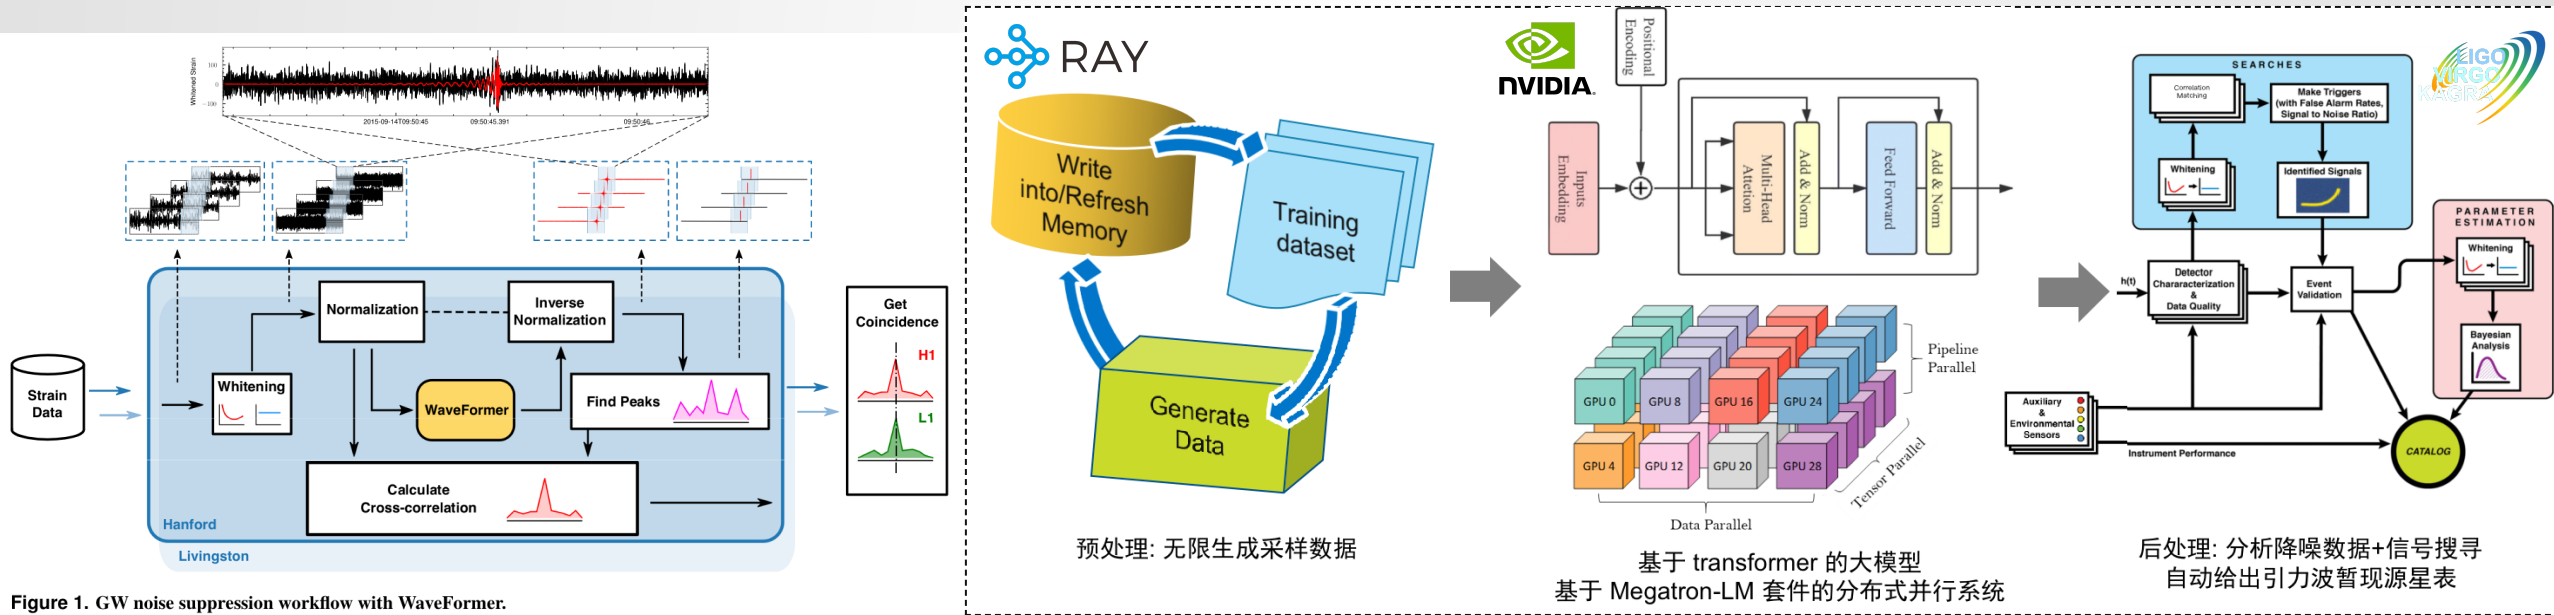 Whitened Strain
100
0
-100
2015-09-14T09:50:45
09:50:45.391
09:50:46
Strain
Data
Whitening
Normalization
Inverse
Normalization
WaveFormer
Find Peaks
Calculate
Cross-correlation
Hanford
Livingston
Get
Coincidence
H1
L1
Figure 1. GW noise suppression workflow with WaveFormer.
RAY
Write
into/Refresh
Memory
Training
dataset
Generate
Data
预处理: 无限生成采样数据
NVIDIA.
Positional
Encoding
Inputs
Embedding
Multi-Head
Attetion
Add & Norm
Feed Forward
Add & Norm
GPU 0
GPU 8
GPU 16
GPU 24
GPU 4
GPU 12
GPU 20
GPU 28
Pipeline
Parallel
Tensor Parallel
Data Parallel
基于 transformer 的大模型
基于 Megatron-LM 套件的分布式并行系统
LIGO
VIRGO
KAGRA
SEARCHES
Correlation
Matching
Make Triggers
(with False Alarm Rates,
Signal to Noise Ratio)
Whitening
Identified Signals
PARAMETER
ESTIMATION
Whitening
Bayesian
Analysis
h(t)
Detector
Chararacterization
&
Data Quality
Event
Validation
Auxiliary
&
Environmental
Sensors
Instrument Performance
CATALOG
后处理: 分析降噪数据+信号搜寻
自动给出引力波暂现源星表